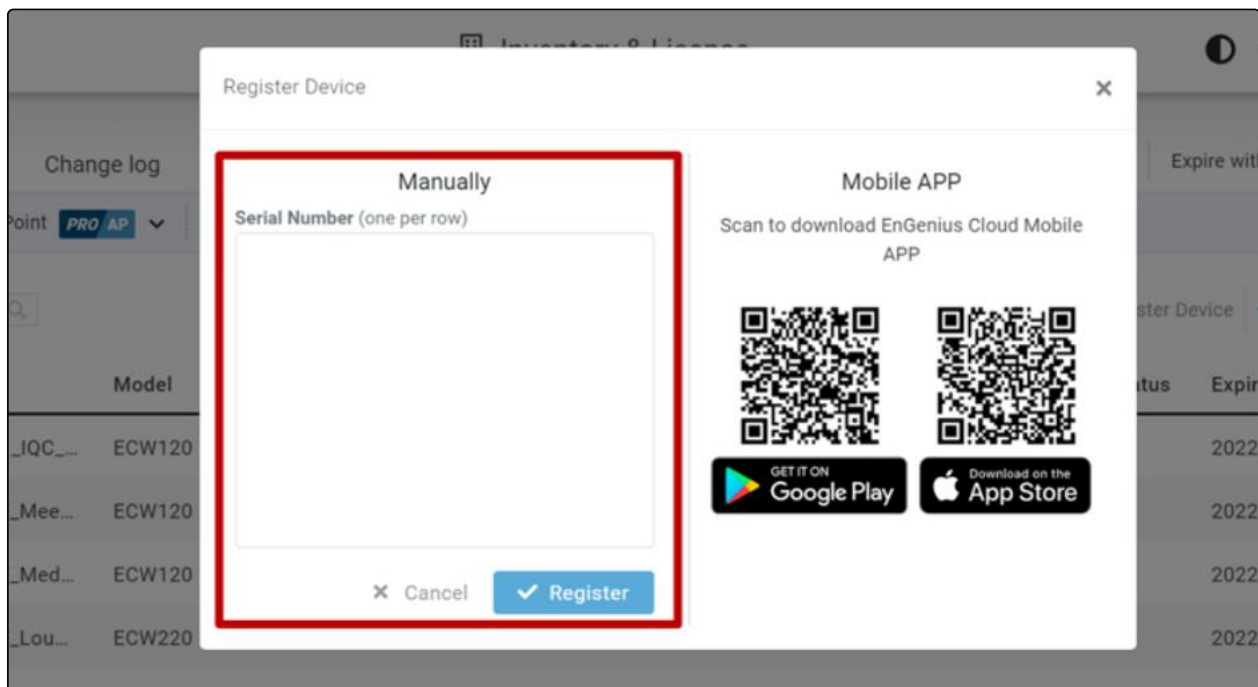 Inventory & License
Register Device
Change log
Expire with
Manually
Mobile APP
Point PRO AP
Serial Number (one per row)
Scan to download EnGenius Cloud Mobile
APP
ster Device
Model
atus
Expir
_IQC_...
ECW120
2022
_Mee...
ECW120
2022
GET IT ON
Google Play
Download on the
App Store
_Med...
ECW120
2022
Cancel
Register
_Lou...
ECW220
2022